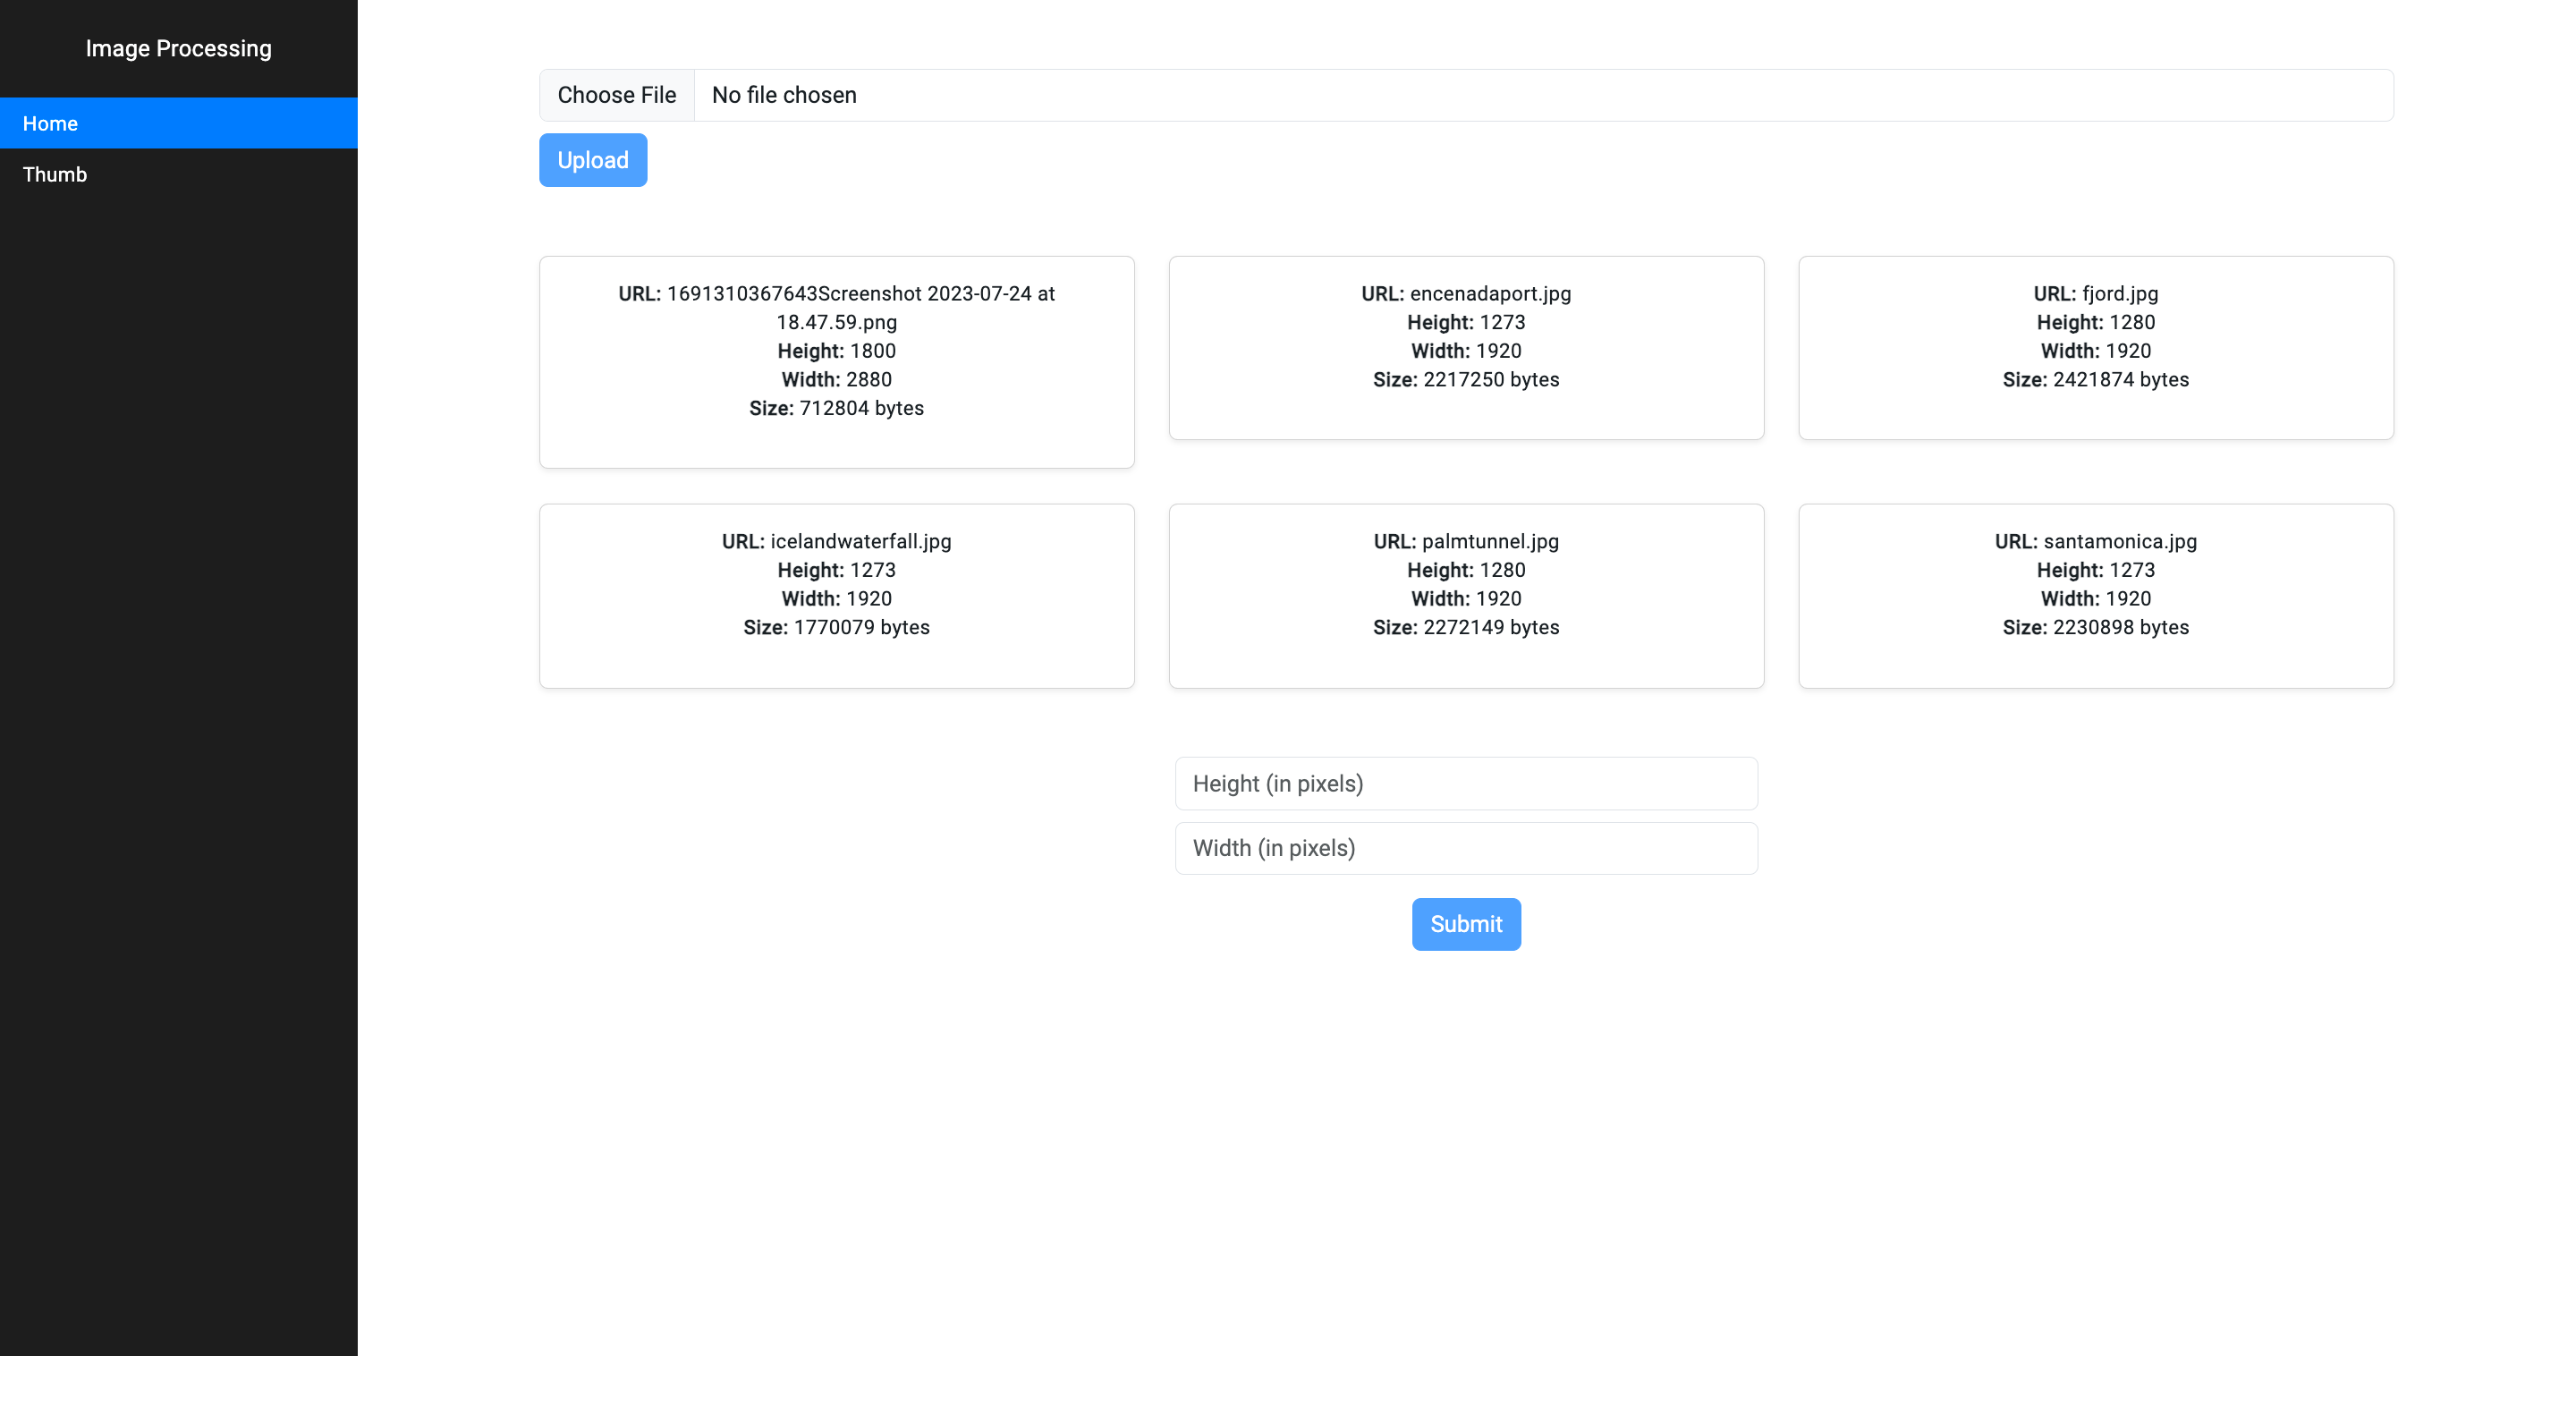 Image Processing
Home
Thumb
Choose File No file chosen
Upload
URL: 1691310367643Screenshot 2023-07-24 at
18.47.59.png
Height: 1800
Width: 2880
Size: 712804 bytes
URL: encenadaport.jpg
Height: 1273
Width: 1920
Size: 2217250 bytes
URL: fjord.jpg
Height: 1280
Width: 1920
Size: 2421874 bytes
URL: icelandwaterfall.jpg
Height: 1273
Width: 1920
Size: 1770079 bytes
URL: palmtunnel.jpg
Height: 1280
Width: 1920
Size: 2272149 bytes
URL: santamonica.jpg
Height: 1273
Width: 1920
Size: 2230898 bytes
Height (in pixels)
Width (in pixels)
Submit